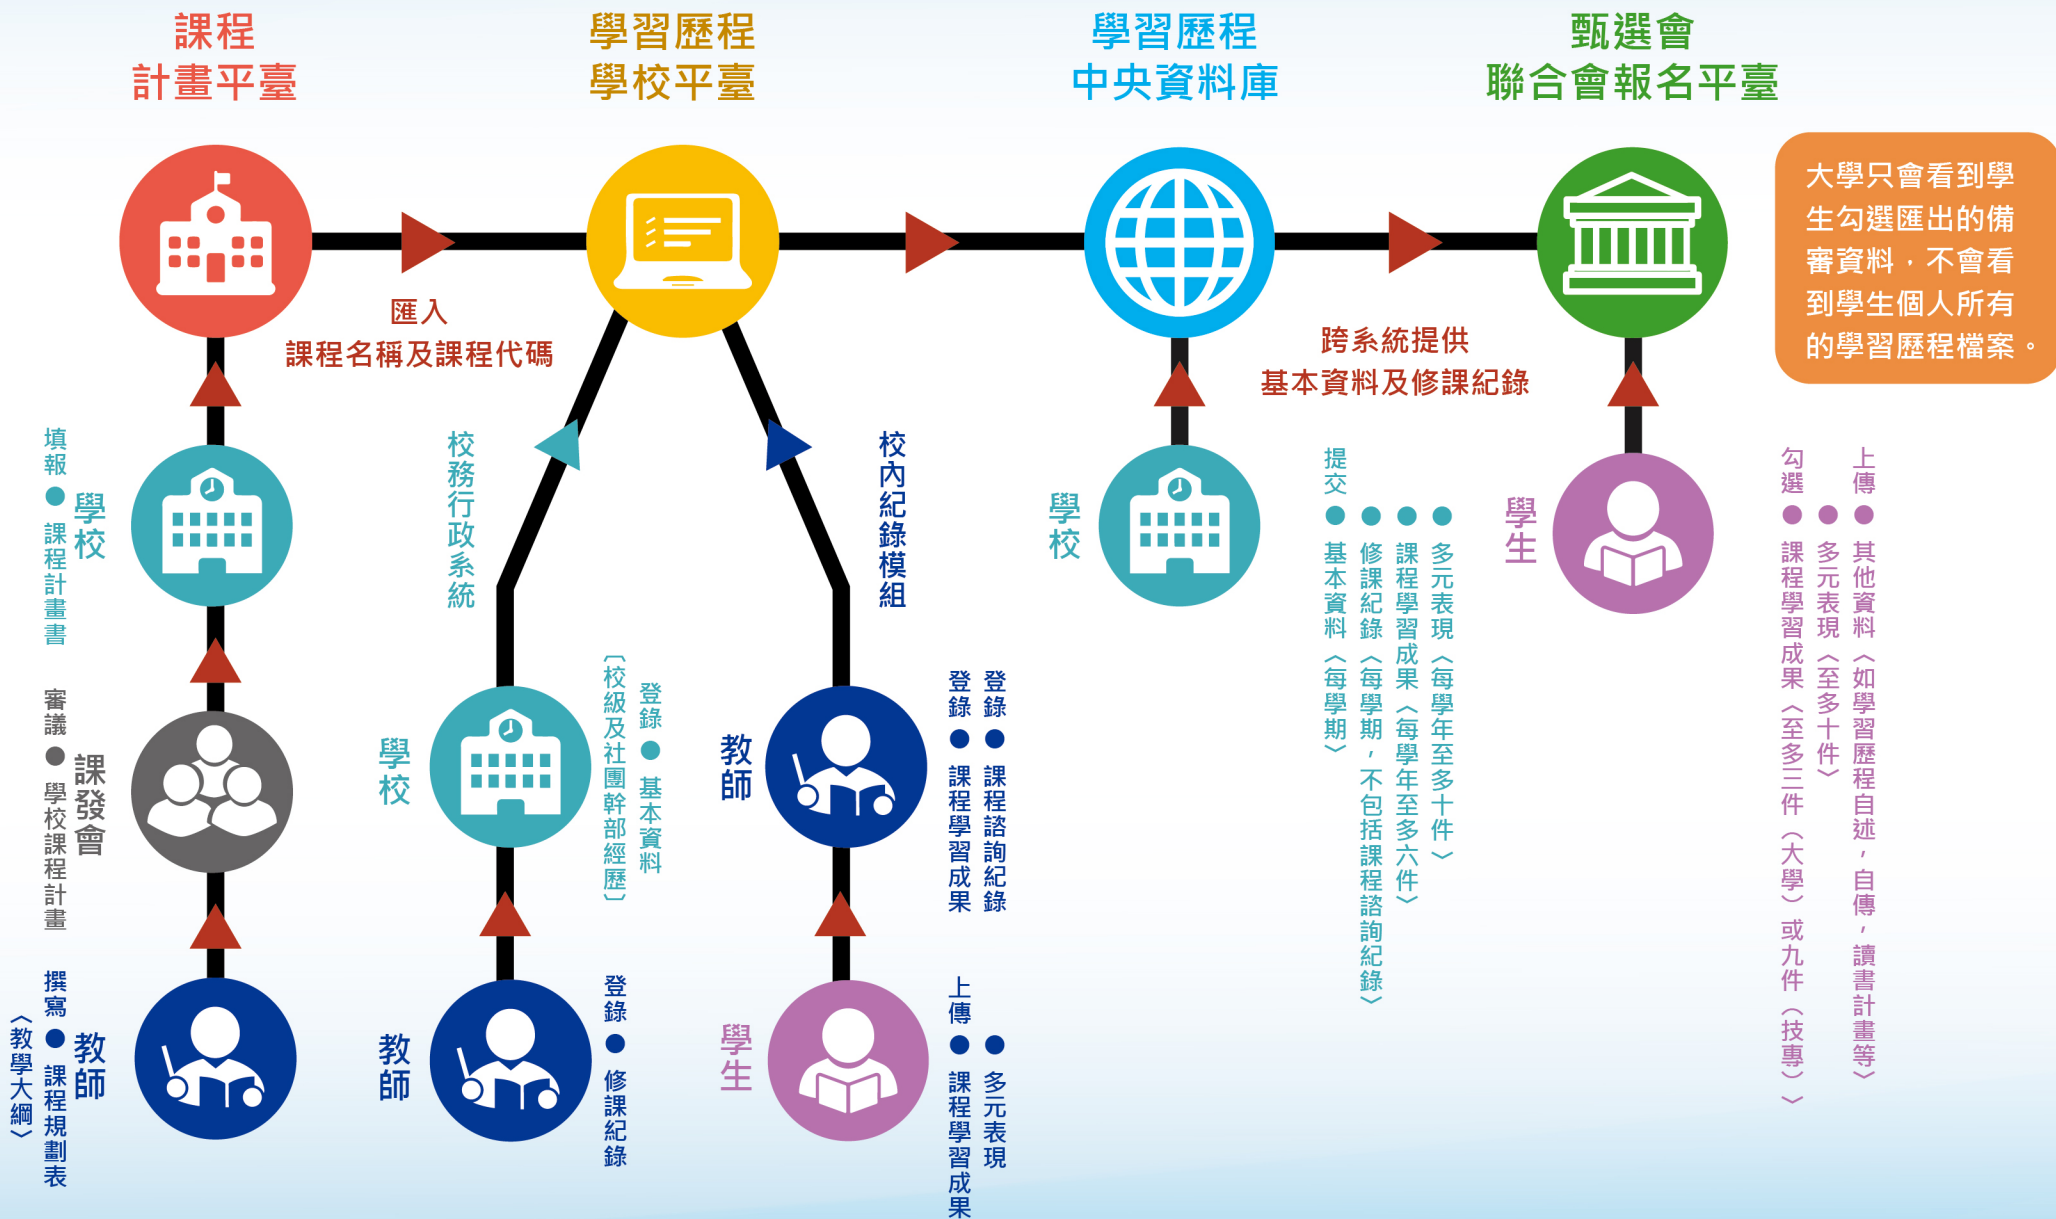 課程
計畫平臺
學習歷程
學校平臺
學習歷程
中央資料庫
甄選會
聯合會報名平臺
大學只會看到學
生勾選匯出的備
審資料，不會看
到學生個人所有
的學習歷程檔案。
匯入
課程名稱及課程代碼
跨系統提供
基本資料及修課紀錄
學校
填報●課程計畫書
課發會
審議●學校課程計畫
教師
撰寫●課程規劃表
〈教學大綱〉
校務行政系統
學校
登錄●基本資料
〔校級及社團幹部經歷〕
教師
登錄●修課紀錄
校內紀錄模組
教師
登錄●課程諮詢紀錄
登錄●課程學習成果
學生
●多元表現
上傳●課程學習成果
學校
●多元表現〈每學年至多十件〉
●課程學習成果〈每學年至多六件〉
●修課紀錄〈每學期，不包括課程諮詢紀錄〉
提交●基本資料〈每學期〉
學生
上傳●其他資料〈如學習歷程自述，自傳，讀書計畫等〉
●多元表現〈至多十件〉
勾選●課程學習成果〈至多三件（大學）或九件（技專）〉